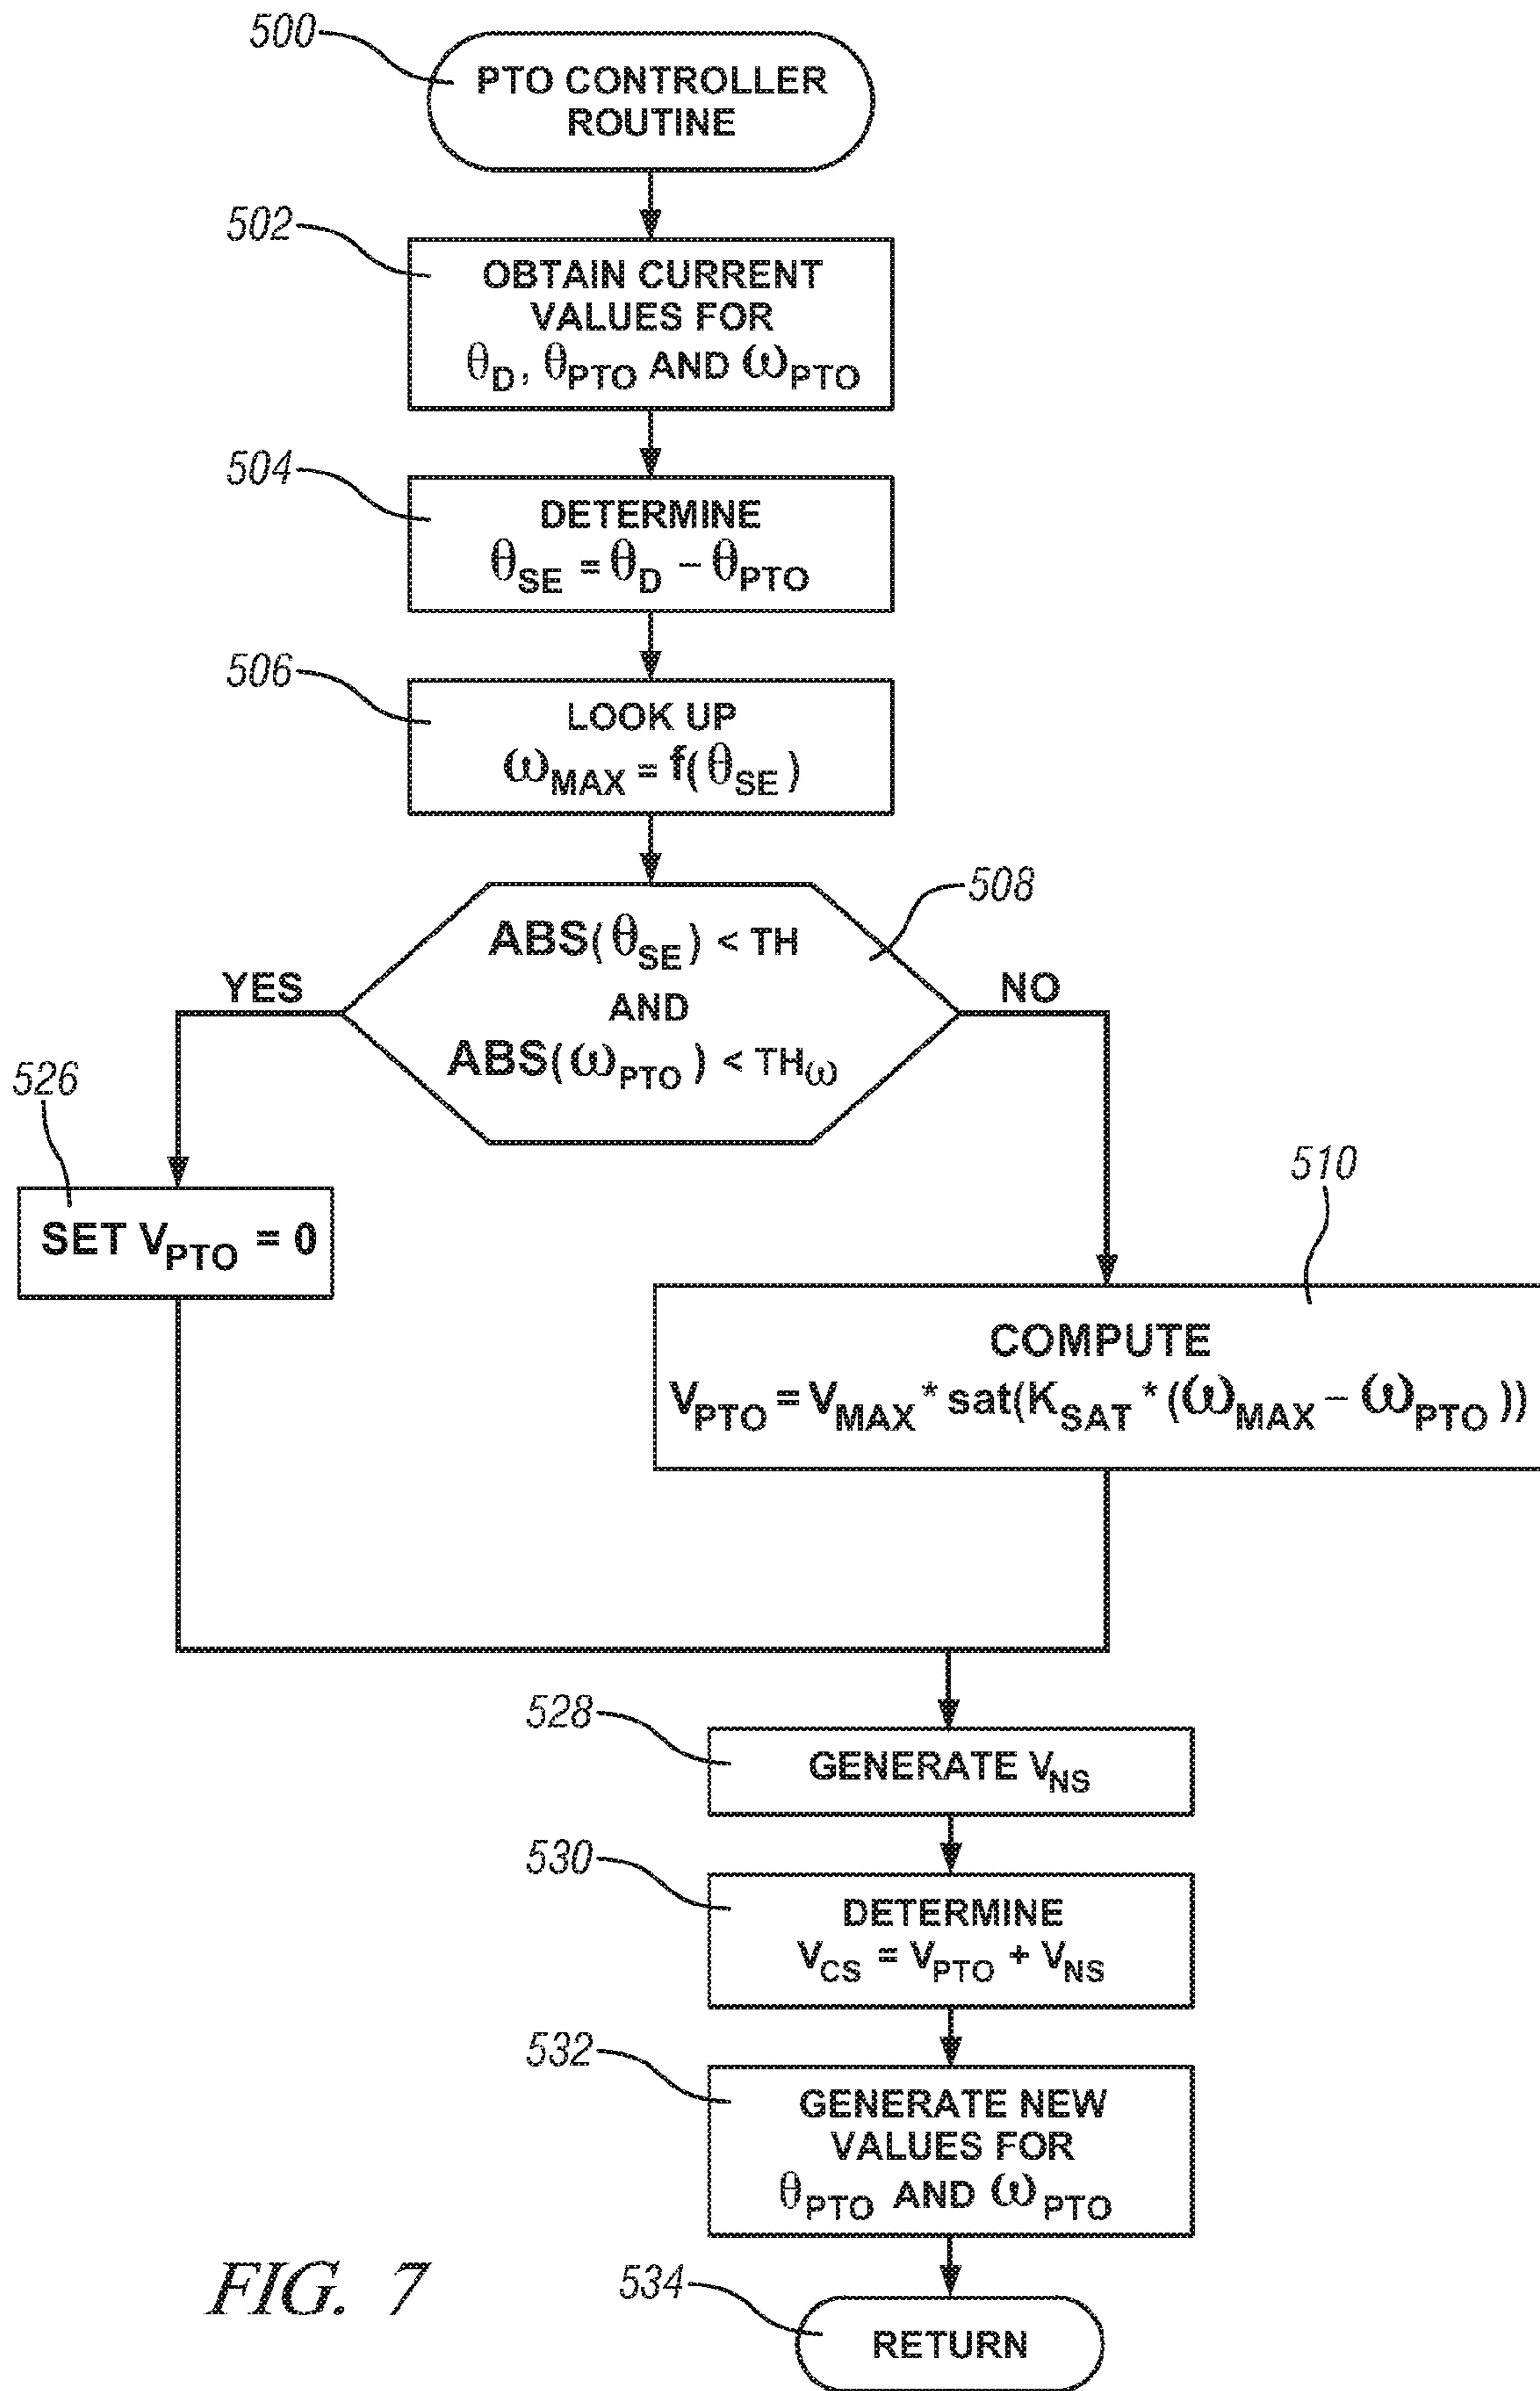 500
PTO CONTROLLER
ROUTINE
502
OBTAIN CURRENT
VALUES FOR
θD, θPTO AND ωPTO
504
DETERMINE
θSE = θD − θPTO
506
LOOK UP
ωMAX = f(θSE)
508
ABS(θSE) < TH
AND
ABS(ωPTO) < THω
YES
NO
526
SET VPTO = 0
510
COMPUTE
VPTO = VMAX * sat(KSAT * (ωMAX − ωPTO))
528
GENERATE VNS
530
DETERMINE
VCS = VPTO + VNS
532
GENERATE NEW
VALUES FOR
θPTO AND ωPTO
534
RETURN
FIG. 7